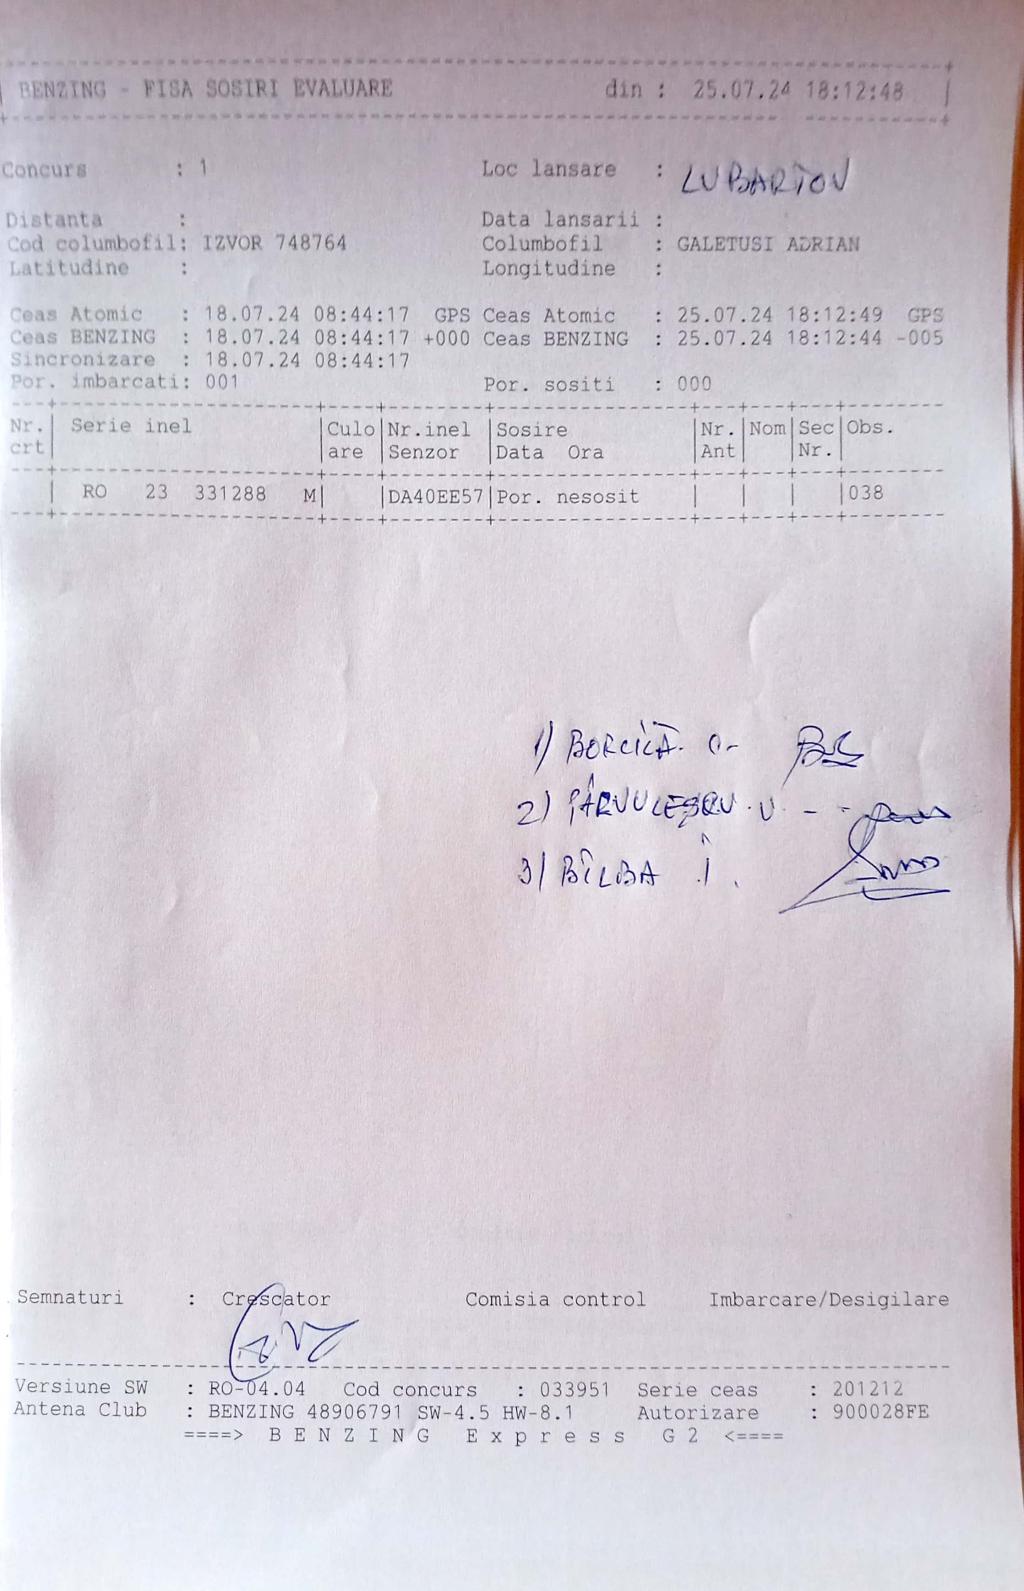 BENZING - FISA SOSIRI EVALUARE din : 25.07.24 18:12:48
Concurs : 1 Loc lansare : LUBARTOV
Distanta : Data lansarii :
Cod columbofil: IZVOR 748764 Columbofil : GALETUSI ADRIAN
Latitudine : Longitudine :
Ceas Atomic : 18.07.24 08:44:17 GPS Ceas Atomic : 25.07.24 18:12:49 GPS
Ceas BENZING : 18.07.24 08:44:17 +000 Ceas BENZING : 25.07.24 18:12:44 -005
Sincronizare : 18.07.24 08:44:17
Por. imbarcati: 001 Por. sositi : 000
Nr. Serie inel Culo Nr.inel Sosire Nr. Nom Sec Obs.
crt are Senzor Data Ora Ant Nr.
RO 23 331288 M DA40EE57 Por. nesosit 038
1) BORCILĂ
2) PÂRVULESCU V
3) BÎLBA I.
Semnaturi : Crescator Comisia control Imbarcare/Desigilare
Versiune SW : RO-04.04 Cod concurs : 033951 Serie ceas : 201212
Antena Club : BENZING 48906791 SW-4.5 HW-8.1 Autorizare : 900028FE
====> B E N Z I N G E x p r e s s G 2 <====